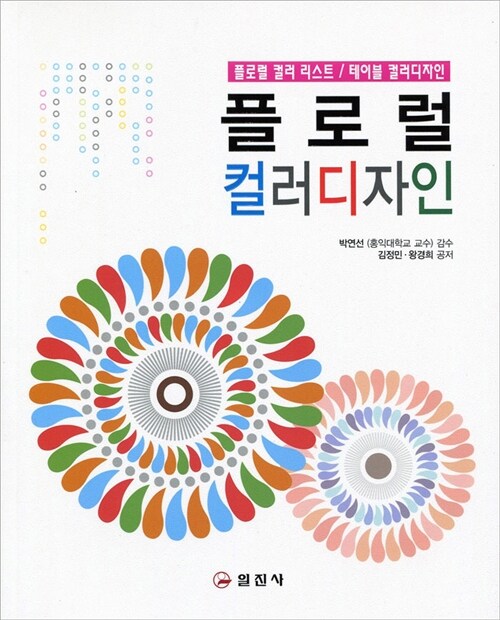 플로럴 컬러 리스트 / 테이블 컬러디자인
플로럴
컬러디자인
박연선 (홍익대학교 교수) 감수
김정민·왕경희 공저
일진사